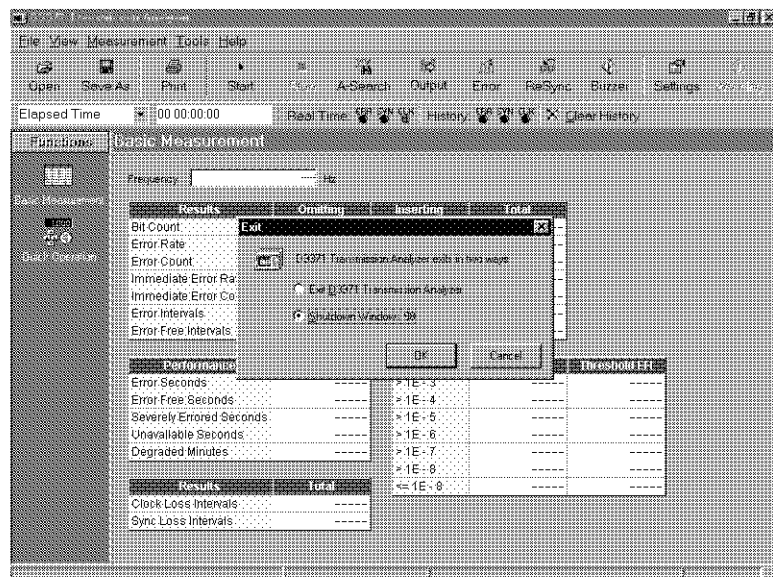 D3371 Transmission Analyzer
File View Measurement Tools Help
Open Save As Print Start A-Search Output Error ReSync Buzzer Settings
Elapsed Time 00 00:00:00 Real Time History Clear History
Functions Basic Measurement
Basic Measurement
Quick Operation
Frequency ---- Hz
Results Omitting Inserting Total
Bit Count
Error Rate
Error Count
Immediate Error Ra
Immediate Error Co
Error Intervals
Error Free Intervals
Exit
D3371 Transmission Analyzer exits in two ways
Exit D3371 Transmission Analyzer
Shutdown Windows 98
OK Cancel
Performance Threshold ER
Error Seconds ----- > 1E - 3 ----- -----
Error Free Seconds ----- > 1E - 4 ----- -----
Severely Errored Seconds ----- > 1E - 5 ----- -----
Unavailable Seconds ----- > 1E - 6 ----- -----
Degraded Minutes ----- > 1E - 7 ----- -----
> 1E - 8 ----- -----
<= 1E - 8 ----- -----
Results Total
Clock Loss Intervals -----
Sync Loss Intervals -----